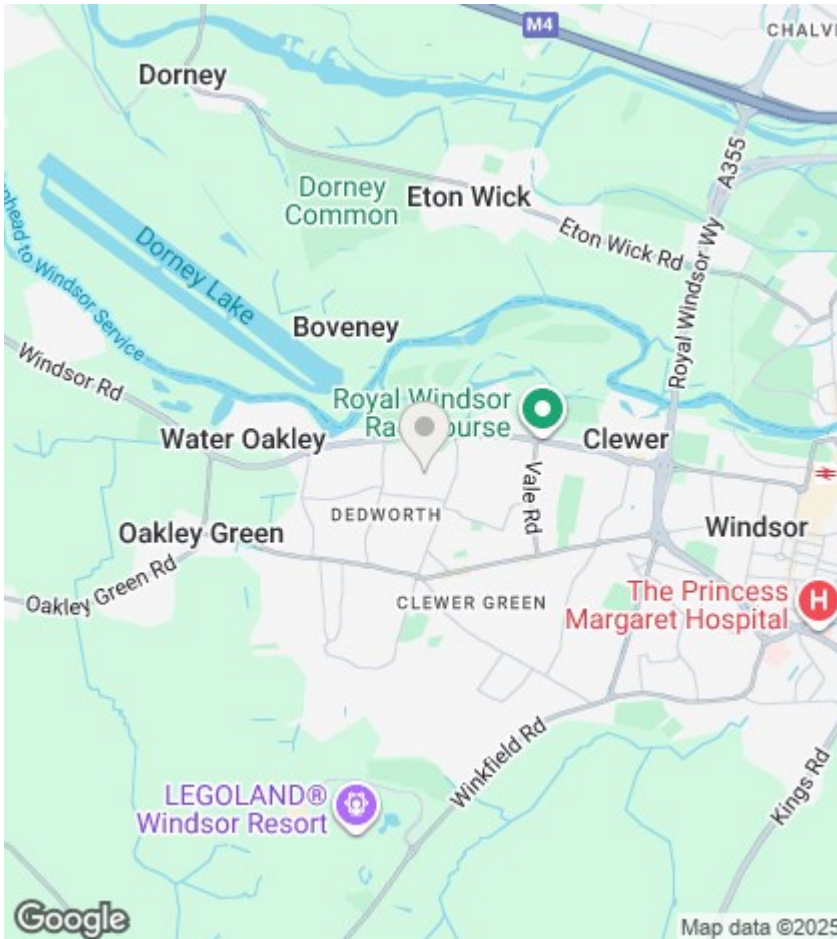 M4
CHALV
Dorney
A355
Dorney
Common
Eton Wick
Eton Wick Rd
Royal Windsor Wy
Dorney Lake
to Windsor Service
Boveney
Windsor Rd
Royal Windsor
Water Oakley
Clewer
Vale Rd
DEDWORTH
Windsor
Oakley Green
Oakley Green Rd
CLEWER GREEN
The Princess
Margaret Hospital
H
Winkfield Rd
Kings Rd
LEGOLAND®
Windsor Resort
Google
Map data ©2025